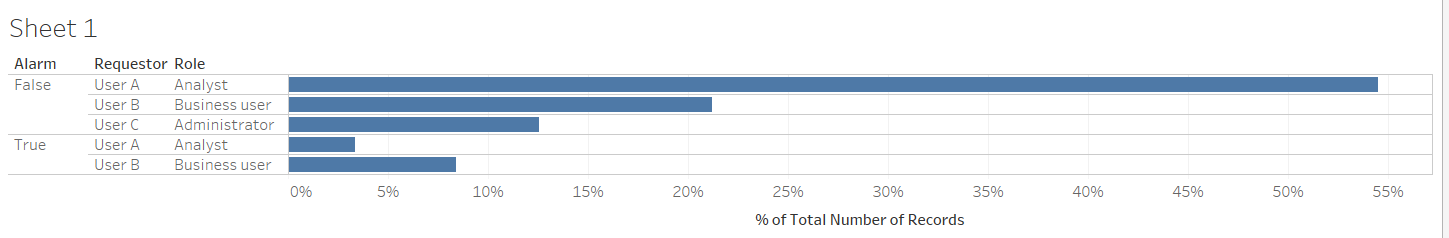 Sheet 1
Alarm Requestor Role
False User A Analyst
User B Business user
User C Administrator
True User A Analyst
User B Business user
0% 5% 10% 15% 20% 25% 30% 35% 40% 45% 50% 55%
% of Total Number of Records